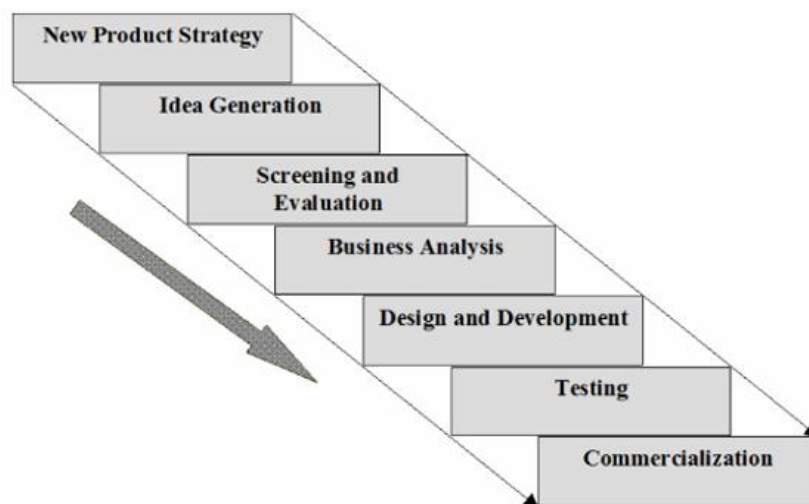 New Product Strategy
Idea Generation
Screening and
Evaluation
Business Analysis
Design and Development
Testing
Commercialization